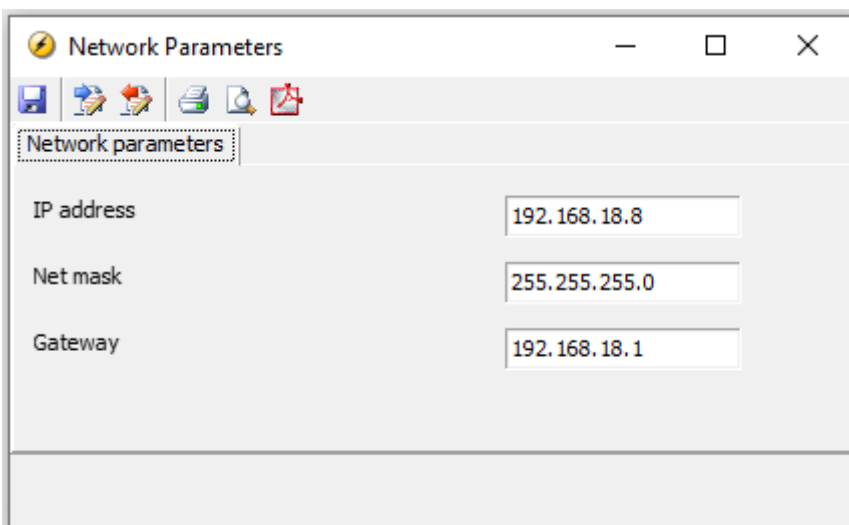 Network Parameters
Network parameters
IP address
192.168.18.8
Net mask
255.255.255.0
Gateway
192.168.18.1